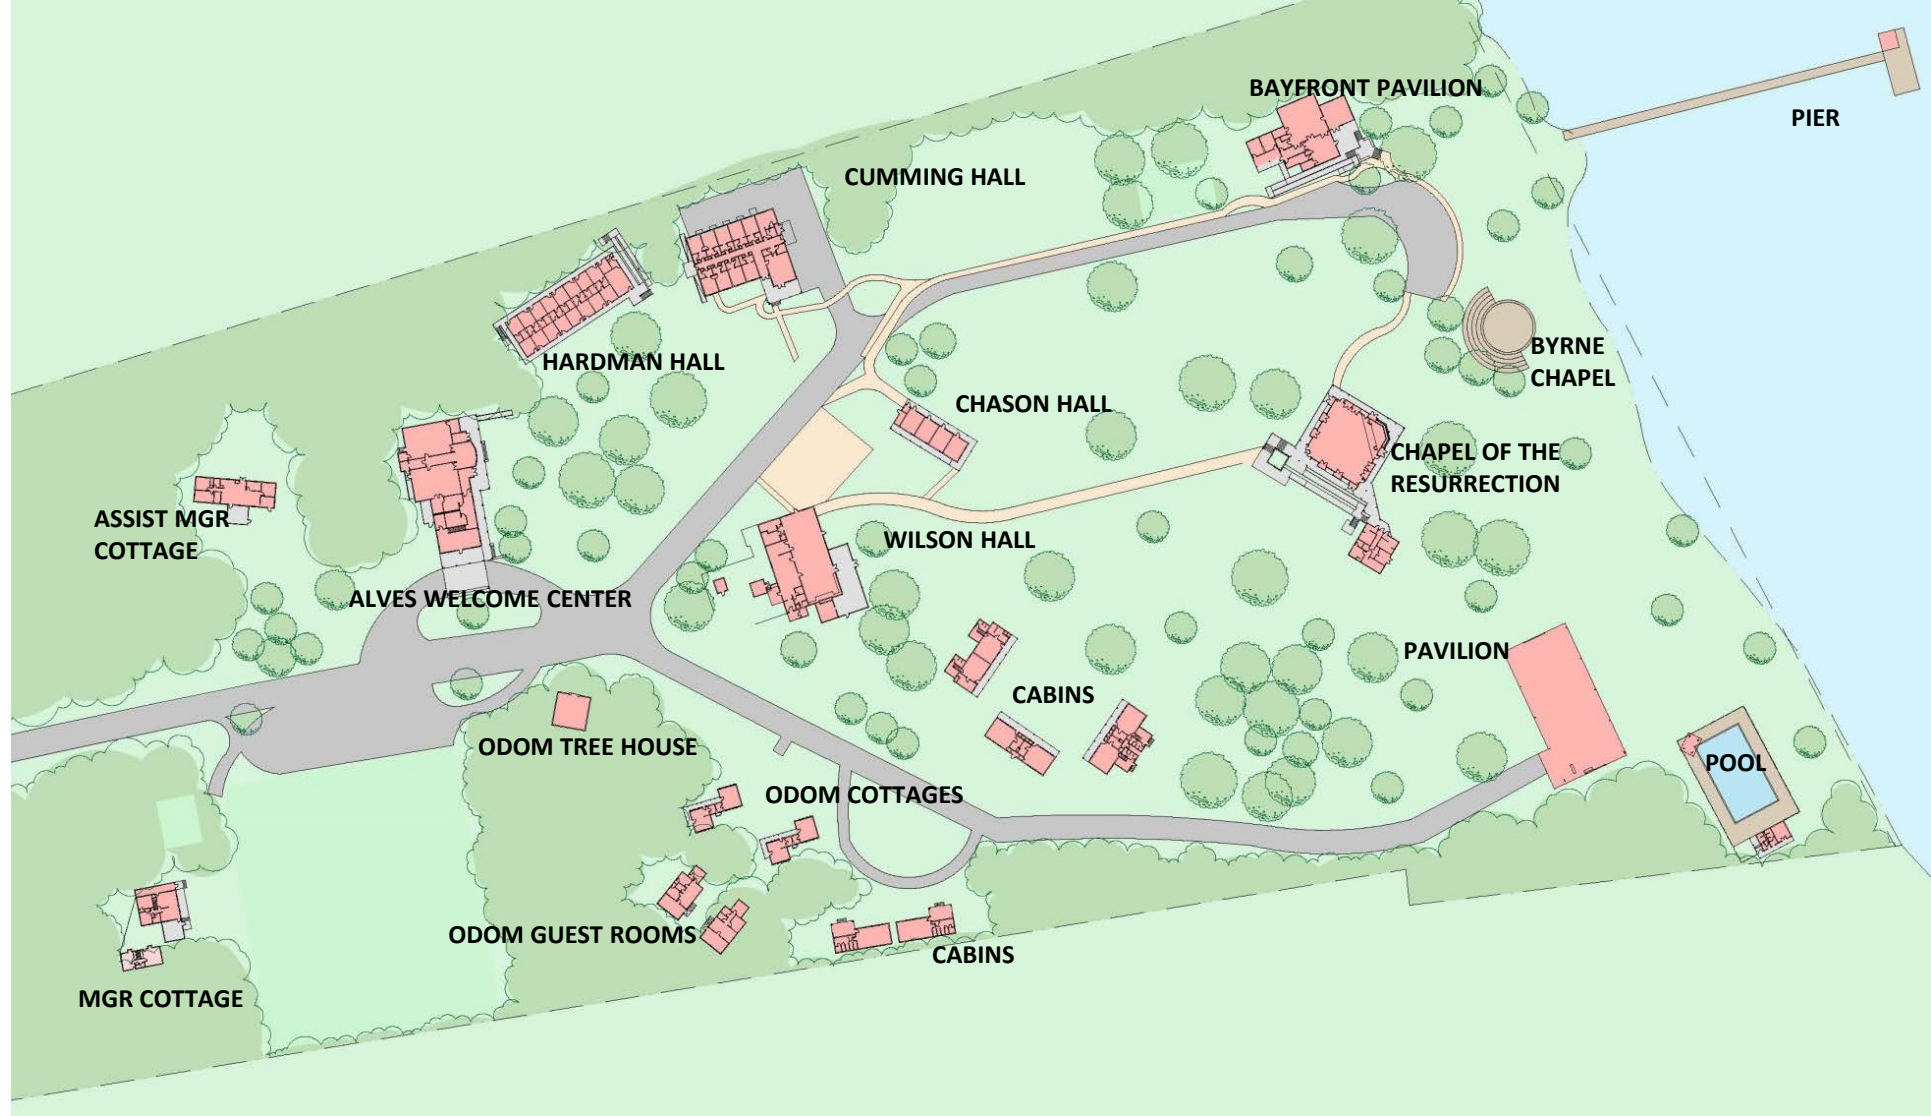 BAYFRONT PAVILION
PIER
CUMMING HALL
HARDMAN HALL
BYRNE
CHAPEL
CHASON HALL
CHAPEL OF THE
RESURRECTION
ASSIST MGR
COTTAGE
WILSON HALL
ALVES WELCOME CENTER
PAVILION
CABINS
ODOM TREE HOUSE
POOL
ODOM COTTAGES
ODOM GUEST ROOMS
CABINS
MGR COTTAGE